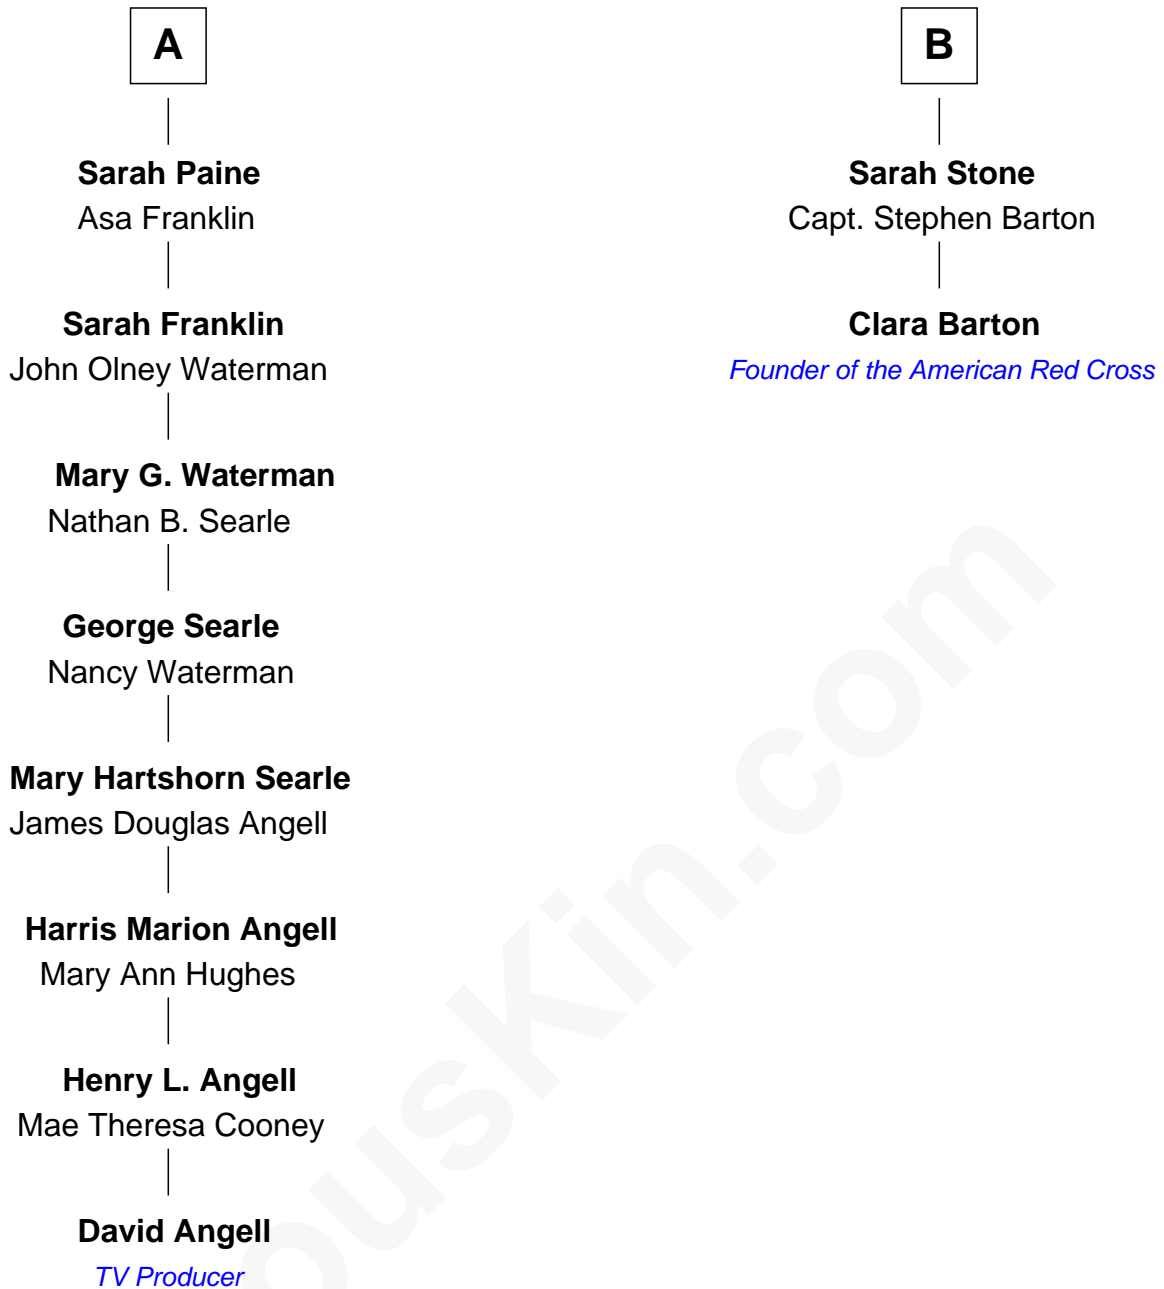 A
Sarah Paine
Asa Franklin
Sarah Franklin
John Olney Waterman
Mary G. Waterman
Nathan B. Searle
George Searle
Nancy Waterman
Mary Hartshorn Searle
James Douglas Angell
Harris Marion Angell
Mary Ann Hughes
Henry L. Angell
Mae Theresa Cooney
David Angell
TV Producer
B
Sarah Stone
Capt. Stephen Barton
Clara Barton
Founder of the American Red Cross
ousKin.com